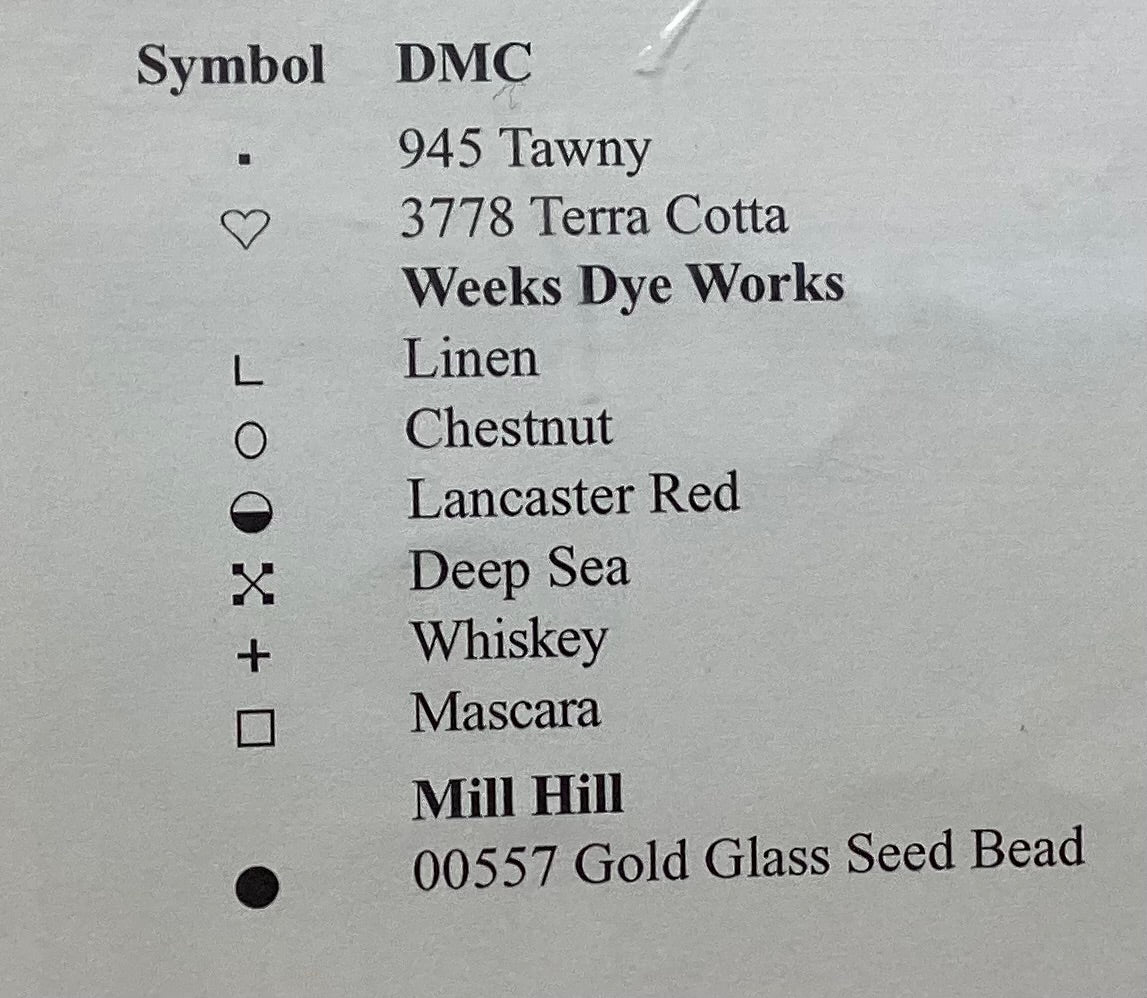 Symbol DMC
▪ 945 Tawny
♡ 3778 Terra Cotta
Weeks Dye Works
L Linen
O Chestnut
◒ Lancaster Red
Deep Sea
+ Whiskey
□ Mascara
Mill Hill
● 00557 Gold Glass Seed Bead